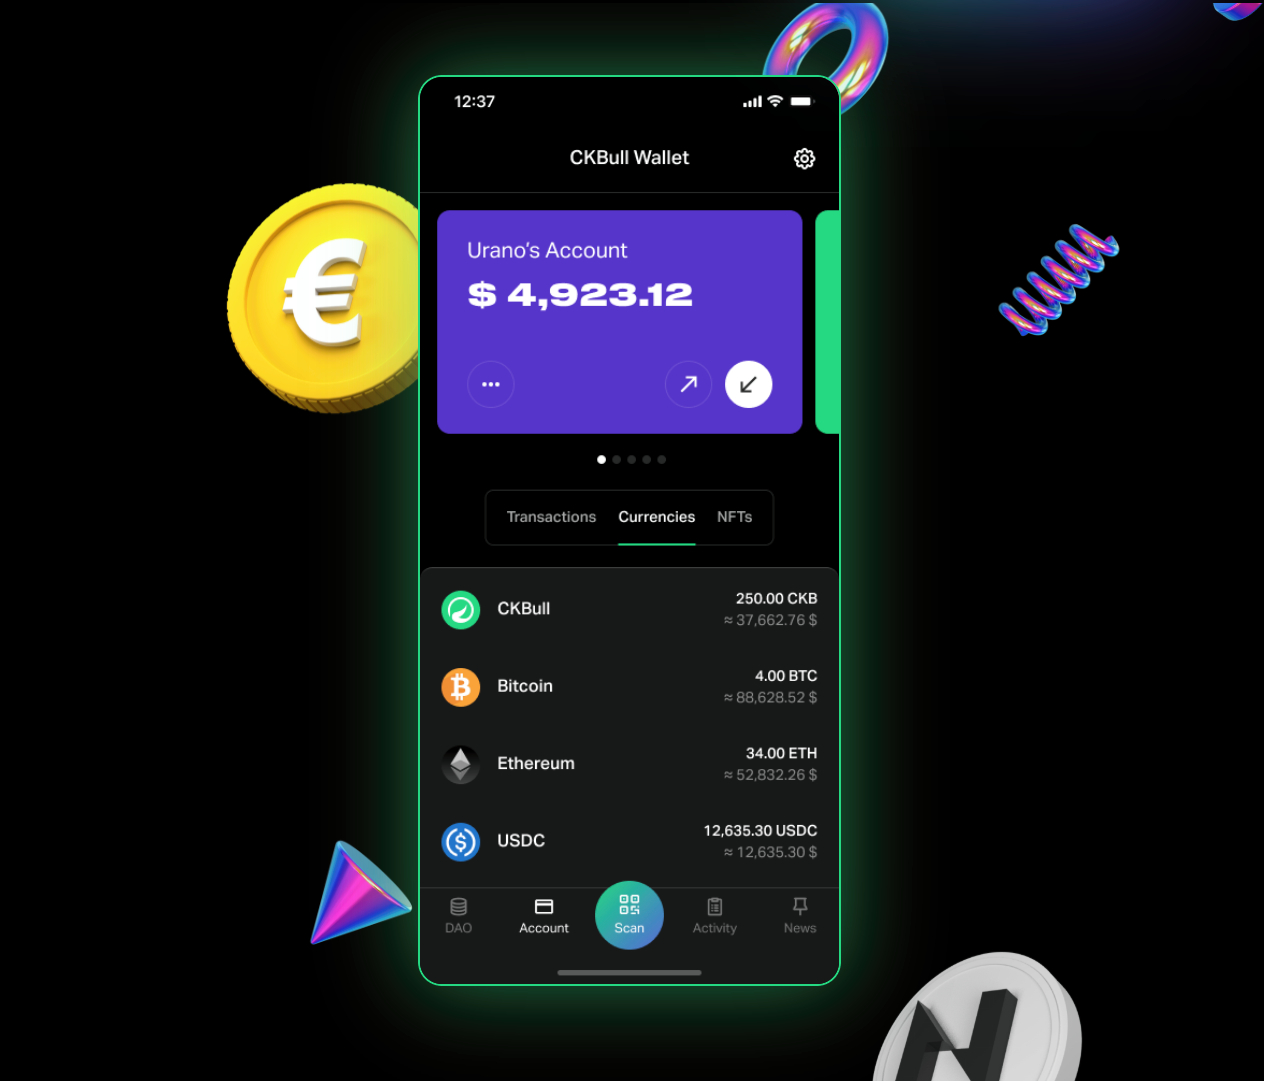 12:37
CKBull Wallet
Urano's Account
$ 4,923.12
Transactions Currencies NFTs
CKBull
250.00 CKB
≈ 37,662.76 $
Bitcoin
4.00 BTC
≈ 88,628.52 $
Ethereum
34.00 ETH
≈ 52,832.26 $
USDC
12,635.30 USDC
≈ 12,635.30 $
DAO Account Scan Activity News